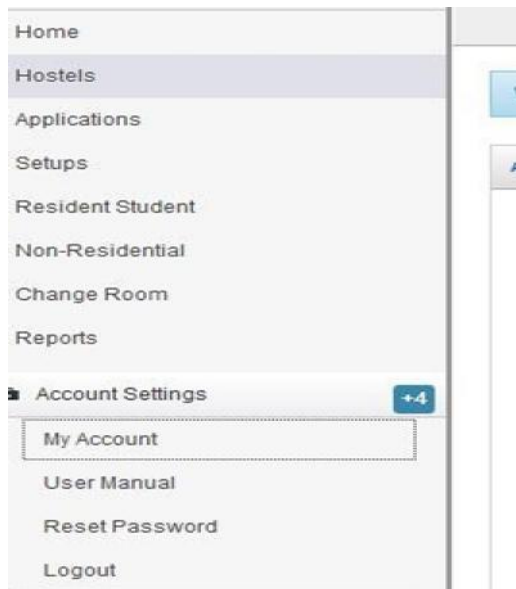 Home
Hostels
Applications
Setups
Resident Student
Non-Residential
Change Room
Reports
Account Settings +4
My Account
User Manual
Reset Password
Logout